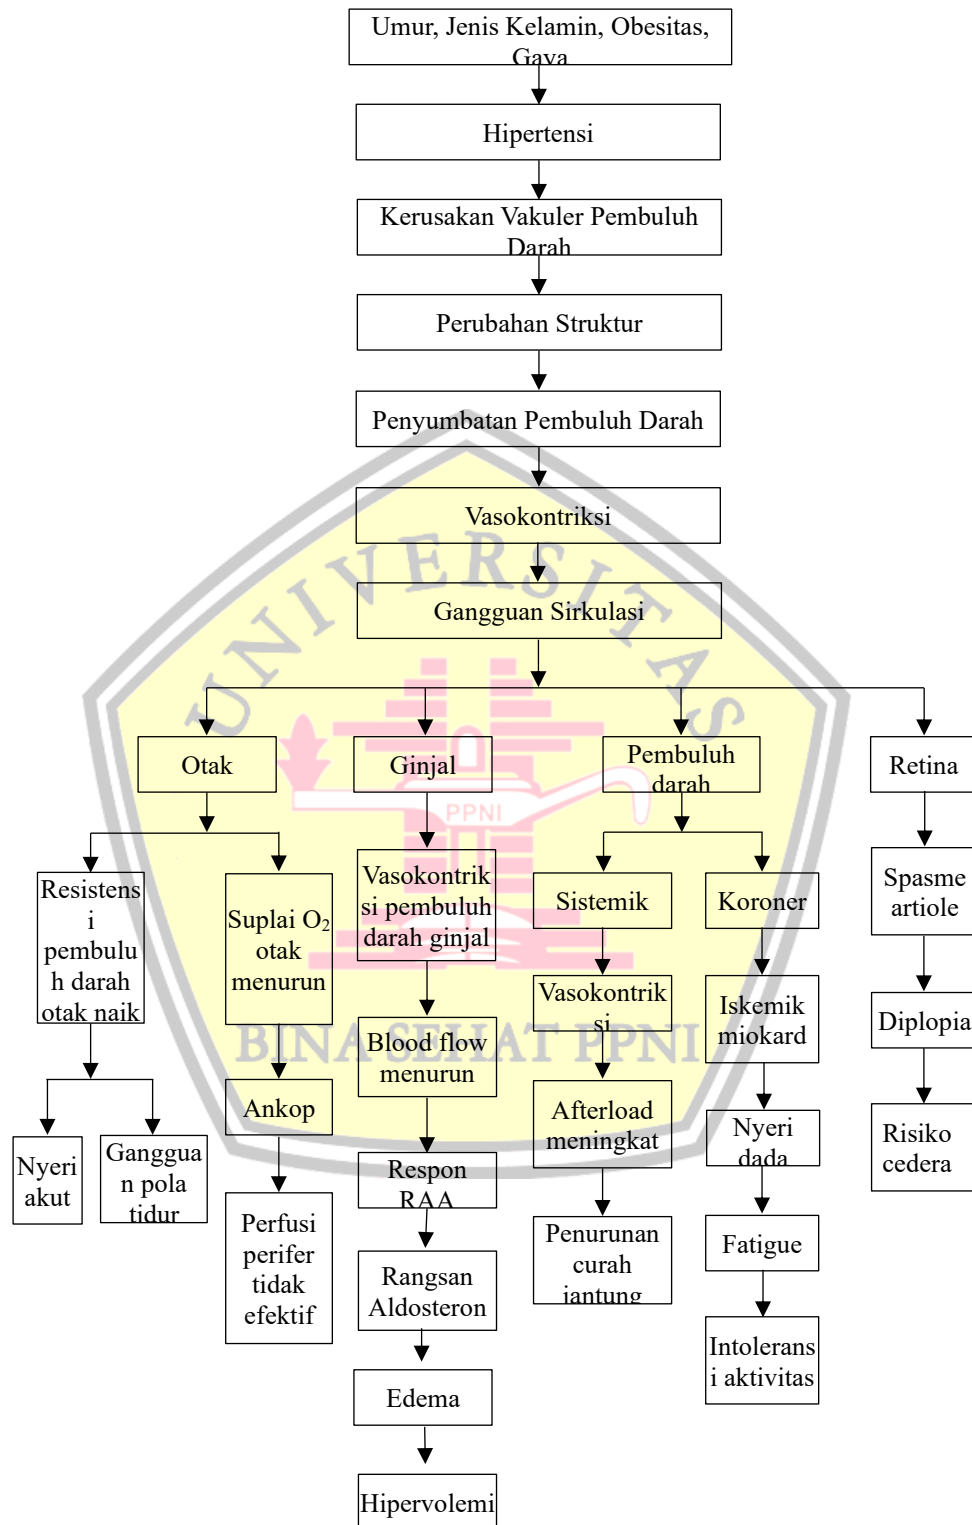 Umur, Jenis Kelamin, Obesitas,
Gaya
Hipertensi
Kerusakan Vakuler Pembuluh
Darah
Perubahan Struktur
Penyumbatan Pembuluh Darah
Vasokontriksi
Gangguan Sirkulasi
UNIVERSITAS
Otak
Ginjal
Pembuluh
darah
Retina
PPNI
Resistensi
i
pembulu
h darah
otak naik
Suplai O₂
otak
menurun
Vasokontrik
si pembuluh
darah ginjal
Sistemik
Koroner
Spasme
artiole
Vasokontrik
si
Iskemik
miokard
Diplopia
BINA SEHAT PPNI
Blood flow
menurun
Ankop
Afterload
meningkat
Nyeri
dada
Risiko
cedera
Nyeri
akut
Ganggua
n pola
tidur
Respon
RAA
Perfusi
perifer
tidak
efektif
Penurunan
curah
jantung
Fatigue
Rangsan
Aldosteron
Intolerans
i aktivitas
Edema
Hipervolemi